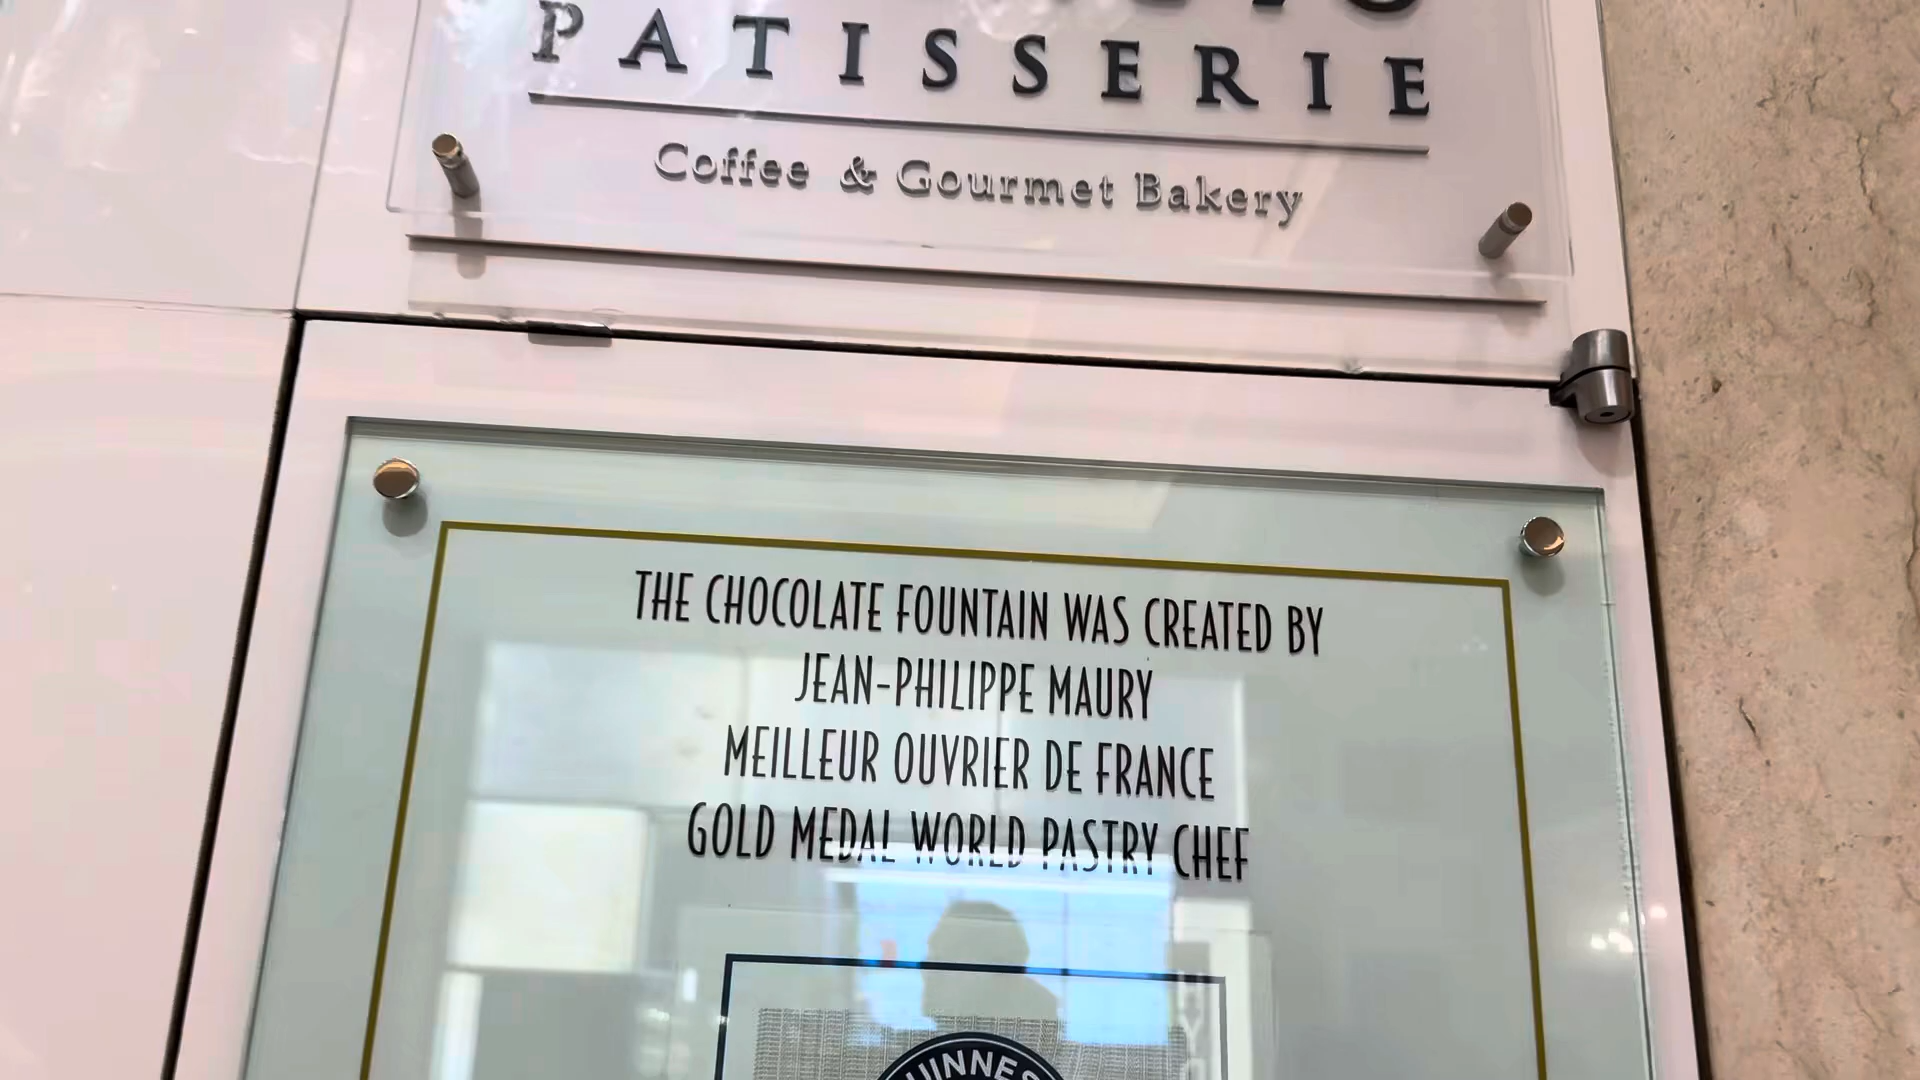 PATISSERIE
Coffee & Gourmet Bakery
THE CHOCOLATE FOUNTAIN WAS CREATED BY
JEAN-PHILIPPE MAURY
MEILLEUR OUVRIER DE FRANCE
GOLD MEDAL WORLD PASTRY CHEF